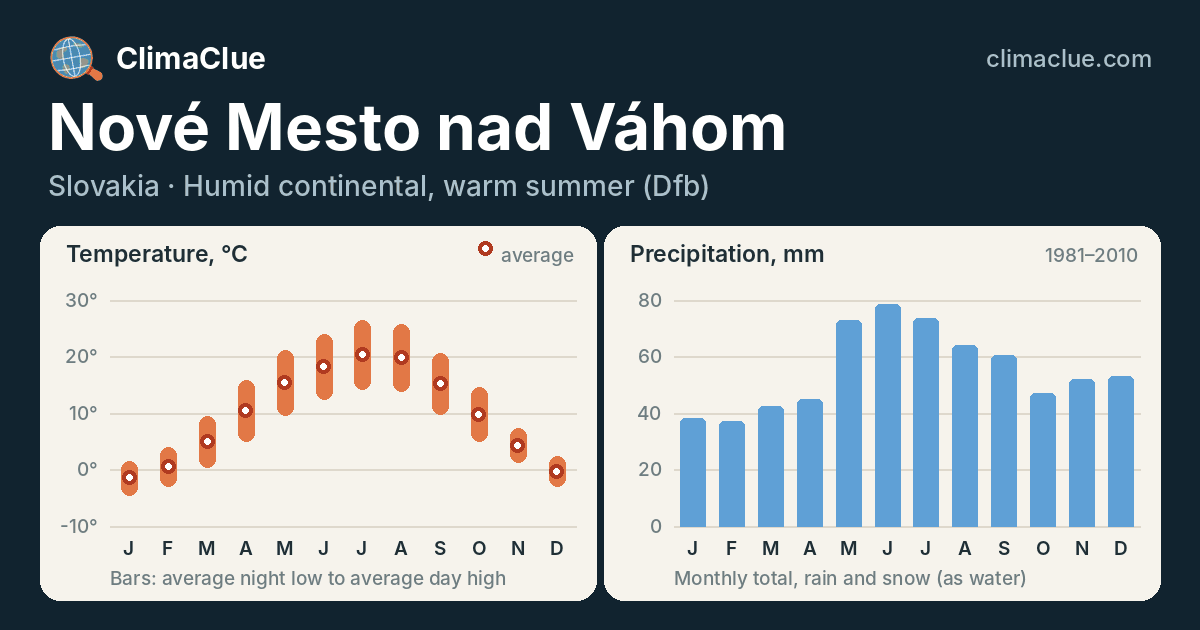 ClimaClue
climaclue.com
Nové Mesto nad Váhom
Slovakia · Humid continental, warm summer (Dfb)
Temperature, °C
average
30°
20°
10°
0°
-10°
J F M A M J J A S O N D
Bars: average night low to average day high
Precipitation, mm
1981–2010
80
60
40
20
0
J F M A M J J A S O N D
Monthly total, rain and snow (as water)